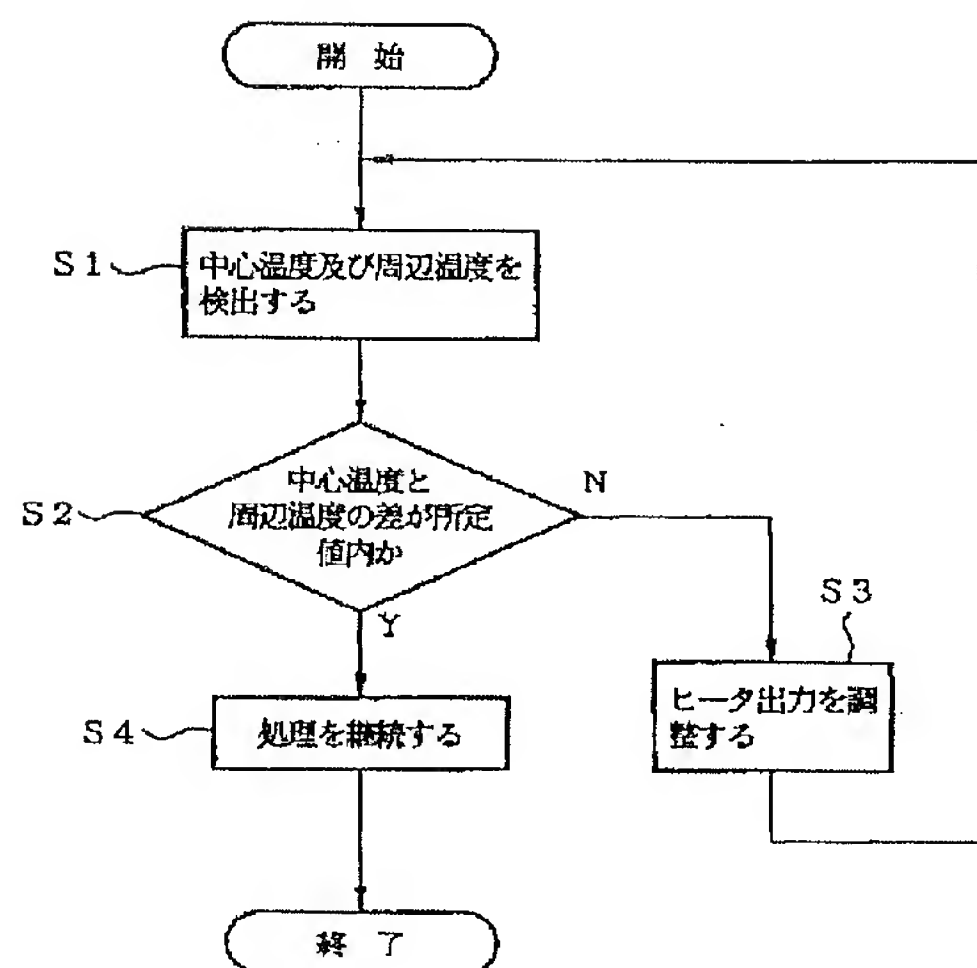 開 始
S1
中心温度及び周辺温度を
検出する
S2
中心温度と
周辺温度の差が所定
値内か
N
Y
S3
ヒータ出力を調
整する
S4
処理を継続する
終 了